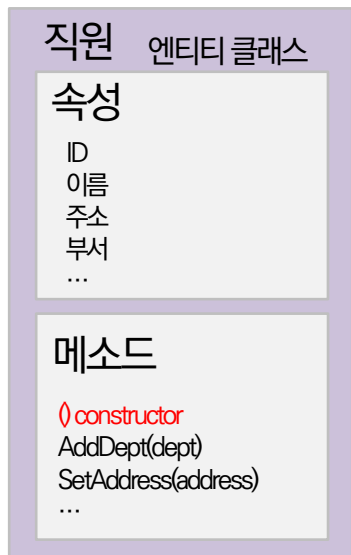 직원 엔티티 클래스
속성
ID
이름
주소
부서
…
메소드
() constructor
AddDept(dept)
SetAddress(address)
…